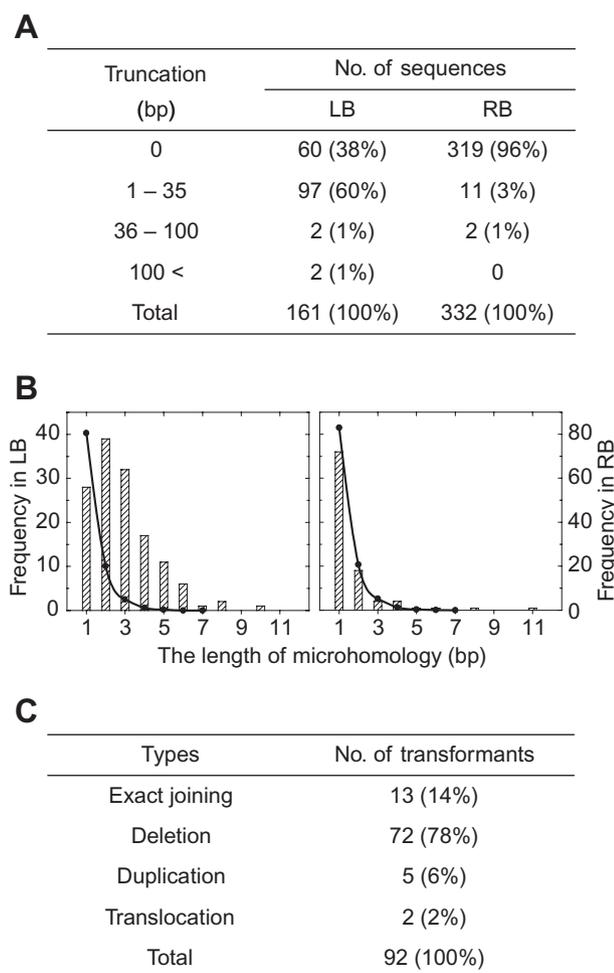 A
Truncation (bp) No. of sequences
LB RB
0 60 (38%) 319 (96%)
1 – 35 97 (60%) 11 (3%)
36 – 100 2 (1%) 2 (1%)
100 < 2 (1%) 0
Total 161 (100%) 332 (100%)
B
Frequency in LB
40
30
20
10
0
1 3 5 7 9 11
1 3 5 7 9 11
80
60
40
20
0
Frequency in RB
The length of microhomology (bp)
C
Types No. of transformants
Exact joining 13 (14%)
Deletion 72 (78%)
Duplication 5 (6%)
Translocation 2 (2%)
Total 92 (100%)